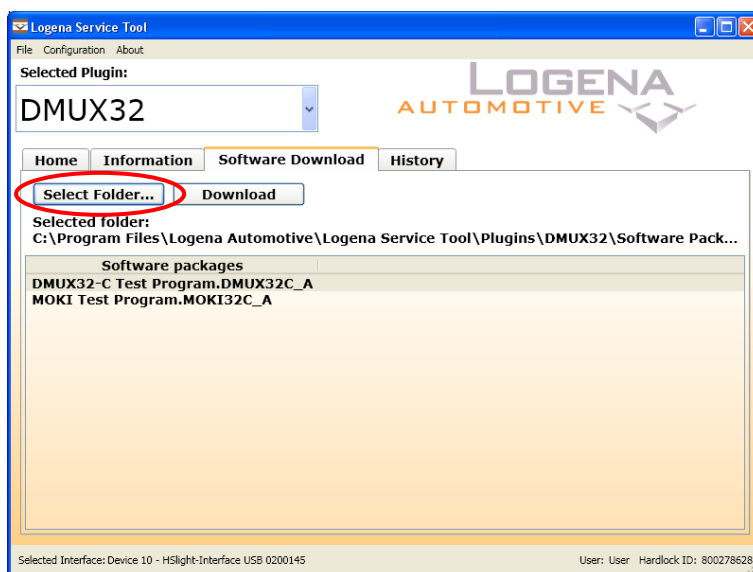 Logena Service Tool
File Configuration About
Selected Plugin:
LOGENA
AUTOMOTIVE
DMUX32
Home Information Software Download History
Select Folder... Download
Selected folder:
C:\Program Files\Logena Automotive\Logena Service Tool\Plugins\DMUX32\Software Pack...
Software packages
DMUX32-C Test Program.DMUX32C_A
MOKI Test Program.MOKI32C_A
Selected Interface: Device 10 - HSlight-Interface USB 0200145 User: User Hardlock ID: 800278628